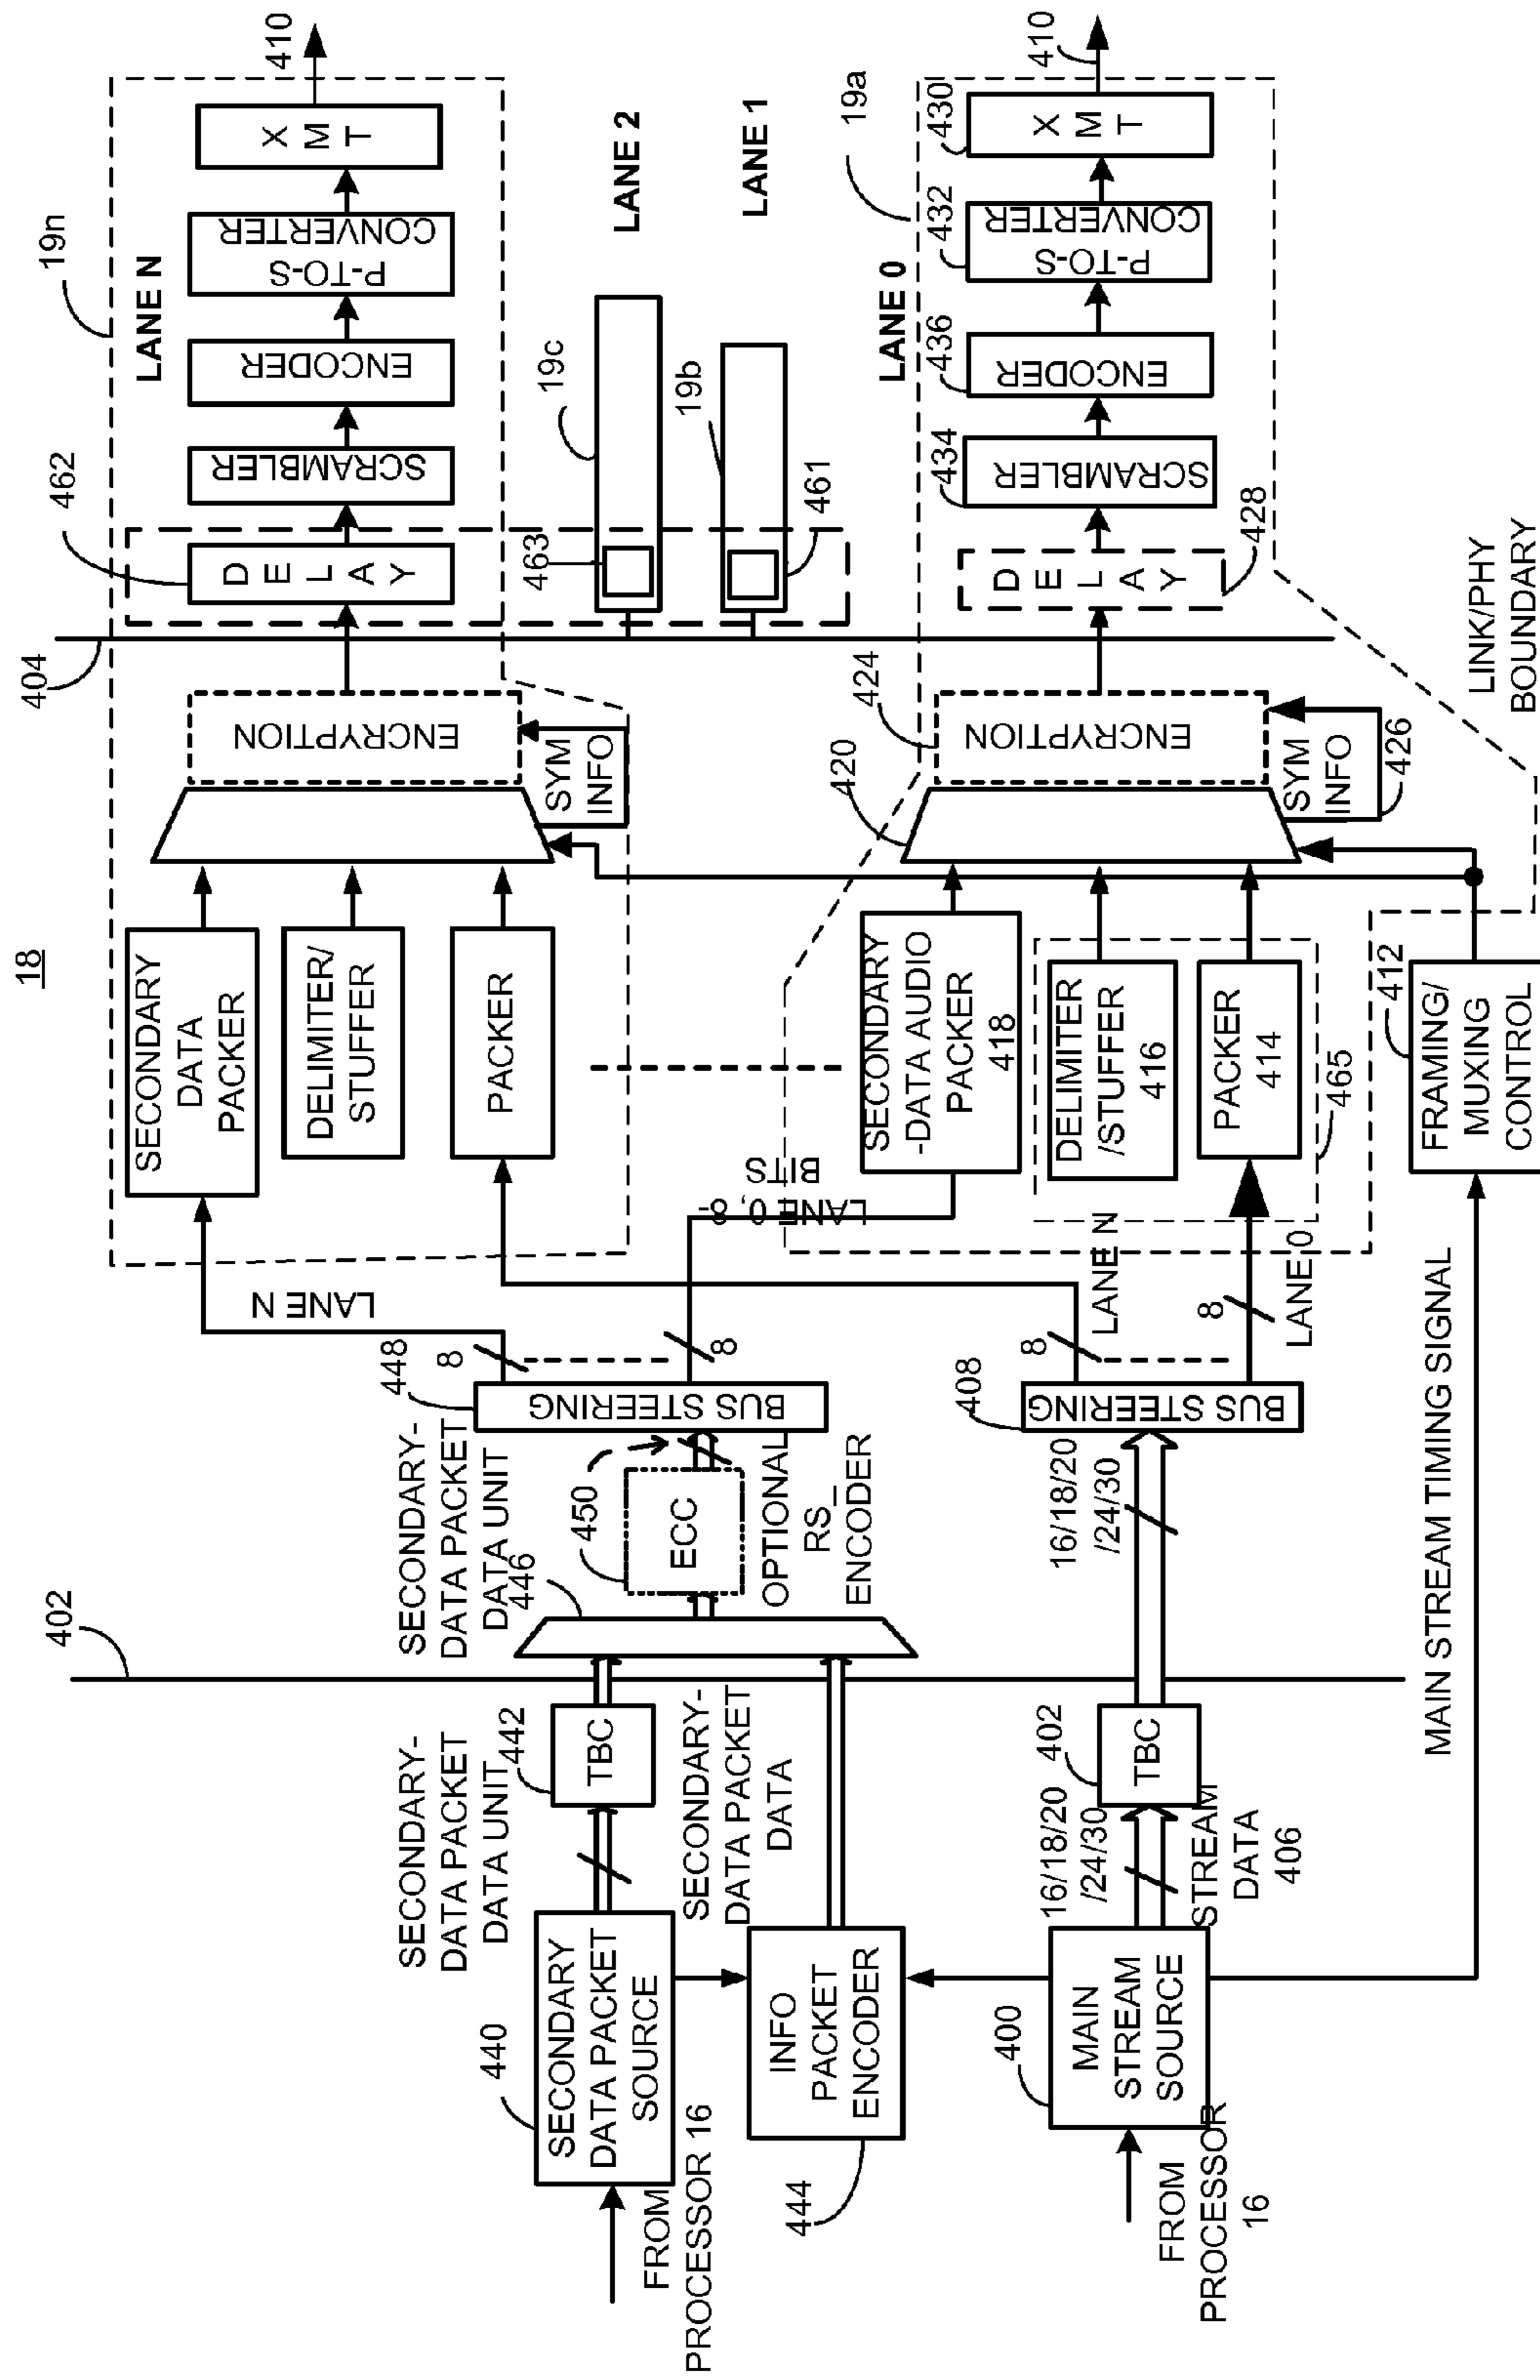 18
FROM
PROCESSOR 16
440
SECONDARY
DATA PACKET
SOURCE
444
INFO
PACKET
ENCODER
FROM
PROCESSOR
16
400
MAIN
STREAM
SOURCE
SECONDARY-
DATA PACKET
DATA UNIT
442
TBC
SECONDARY-
DATA PACKET
DATA
16/18/20
/24/30
STREAM
DATA
406
402
TBC
402
MAIN STREAM TIMING SIGNAL
SECONDARY-
DATA PACKET
DATA UNIT
446
450
ECC
OPTIONAL
RS_
ENCODER
16/18/20
/24/30
448
BUS STEERING
8
8
LANE N
LANE 0, 8-
BITS
408
BUS STEERING
8
LANE N
8
LANE 0
SECONDARY
DATA
PACKER
DELIMITER/
STUFFER
PACKER
SECONDARY
-DATA AUDIO
PACKER
418
DELIMITER
/STUFFER
416
PACKER
414
465
412
FRAMING/
MUXING
CONTROL
SYM
INFO
ENCRYPTION
420
424
ENCRYPTION
SYM
INFO
426
404
LINK/PHY
BOUNDARY
462
DELAY
SCRAMBLER
ENCODER
P-TO-S
CONVERTER
XMT
410
LANE N
19n
463
19c
LANE 2
461
19b
LANE 1
428
DELAY
434
SCRAMBLER
436
ENCODER
432
P-TO-S
CONVERTER
430
XMT
410
LANE 0
19a